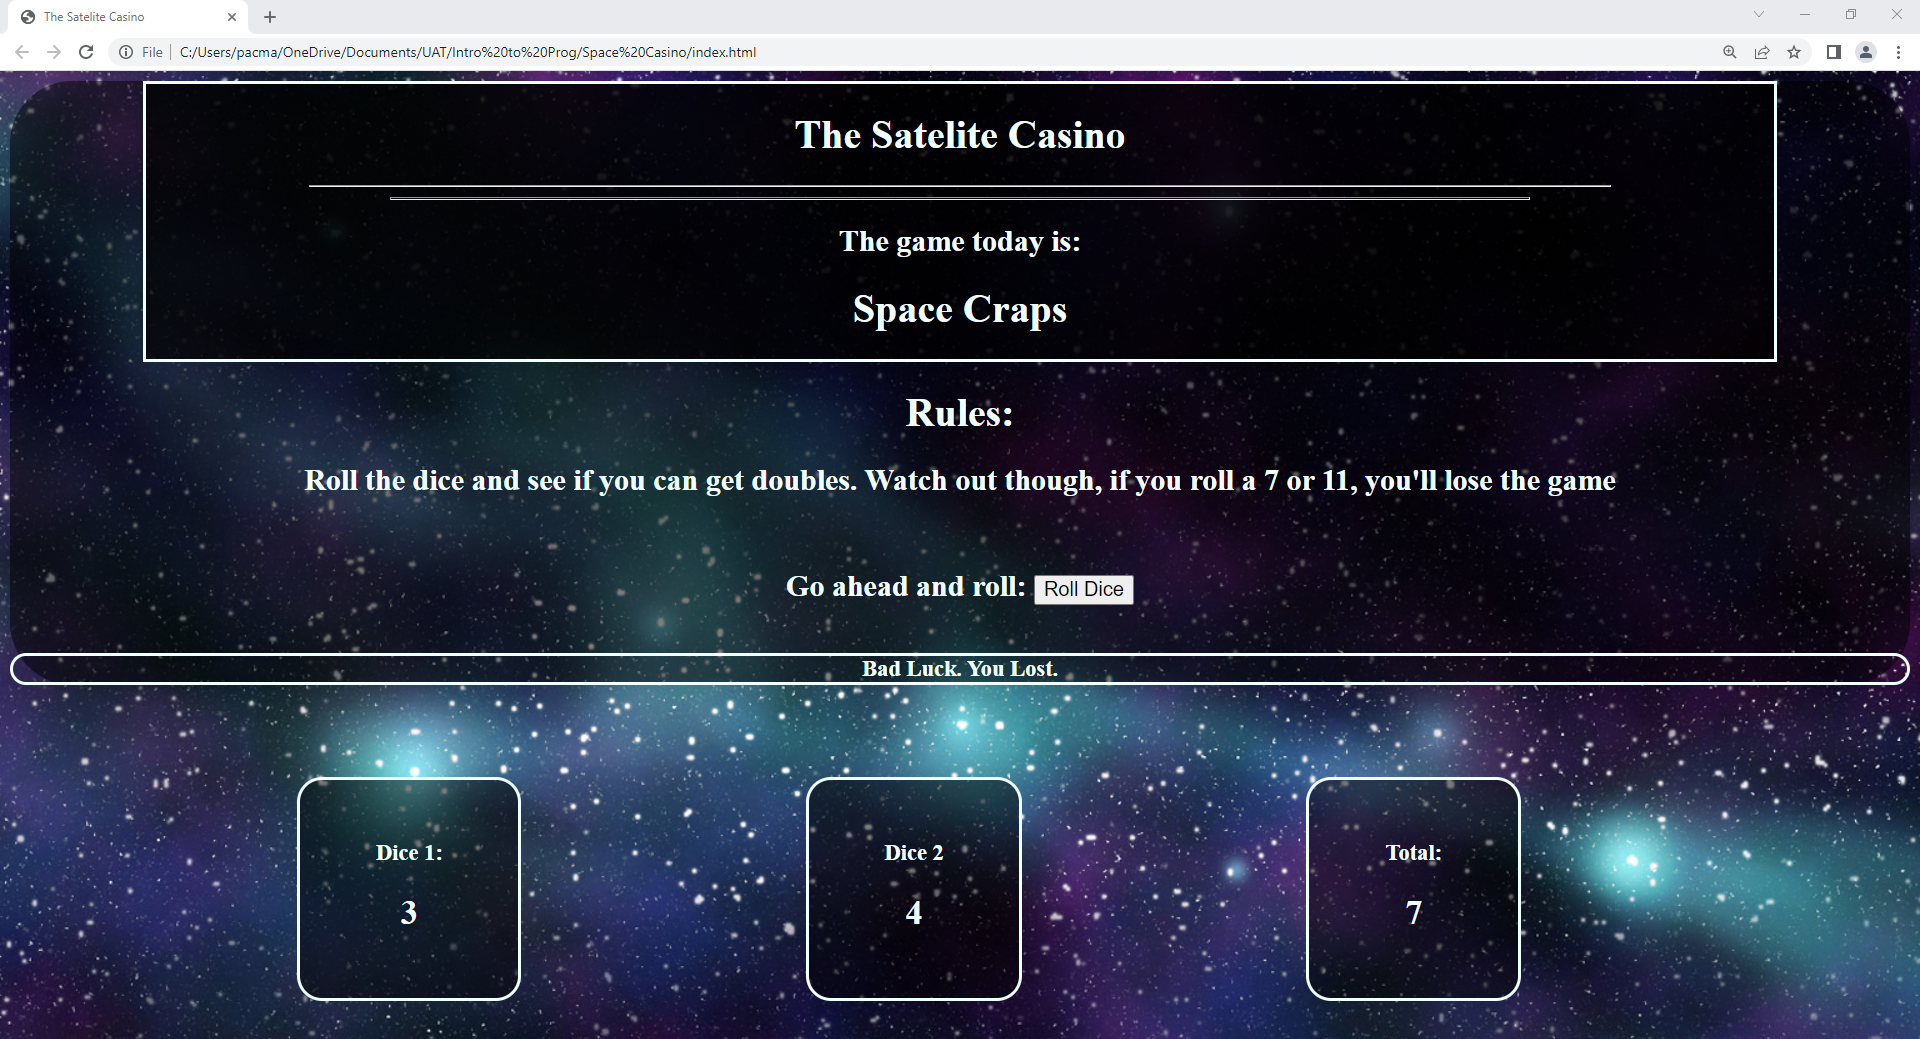 The Satelite Casino
File
C:/Users/pacma/OneDrive/Documents/UAT/Intro%20to%20Prog/Space%20Casino/index.html
The Satelite Casino
The game today is:
Space Craps
Rules:
Roll the dice and see if you can get doubles. Watch out though, if you roll a 7 or 11, you'll lose the game
Go ahead and roll: Roll Dice
Bad Luck. You Lost.
Dice 1:
3
Dice 2
4
Total:
7